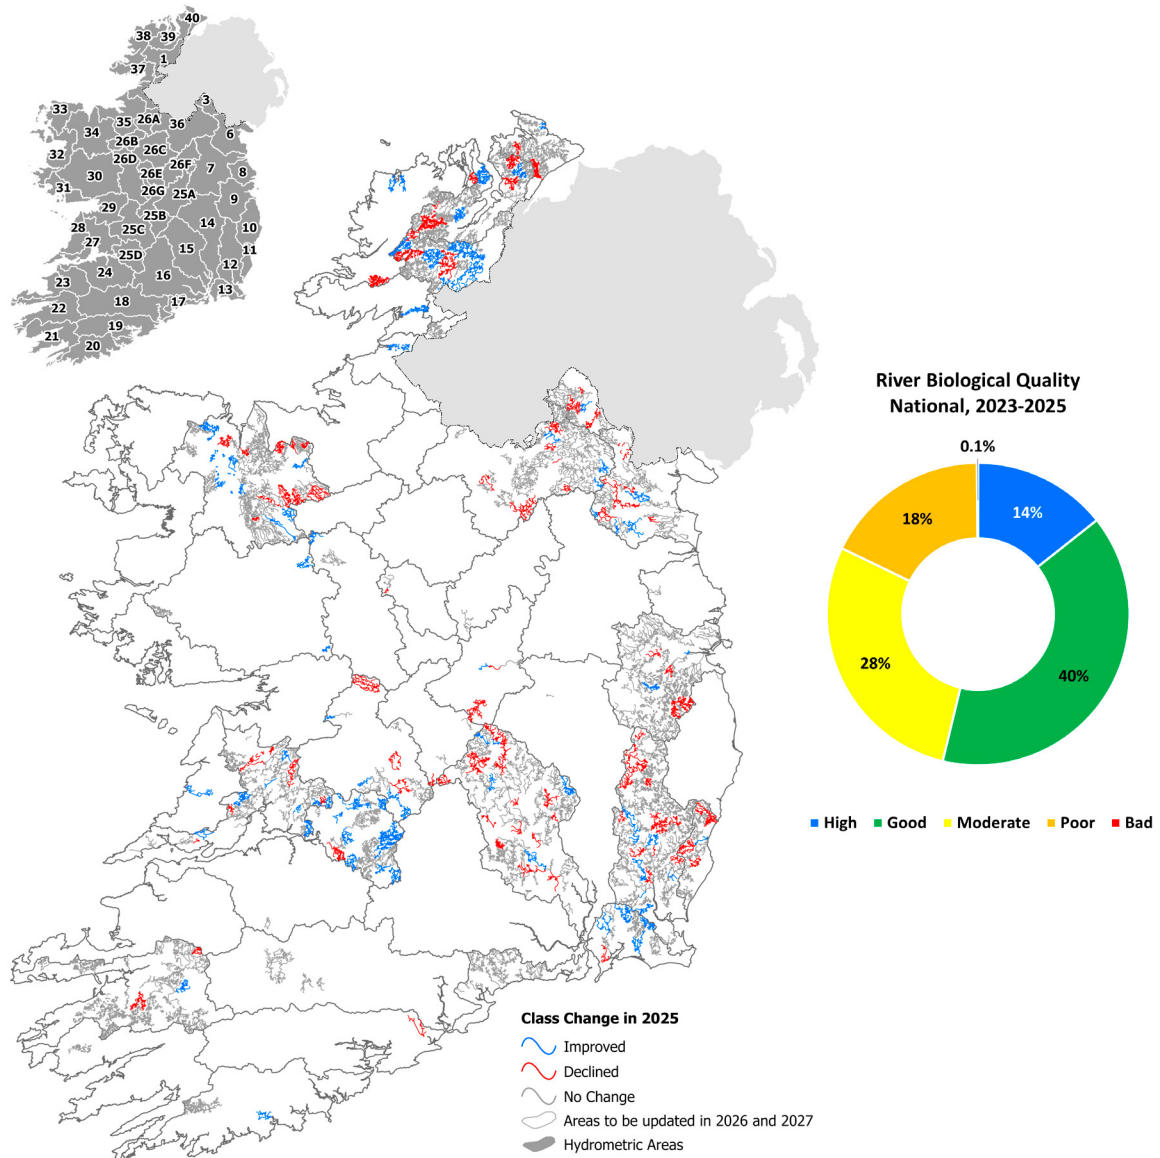 40
38
39
1
37
3
33
35
26A
36
34
6
26B
32
26C
26D
26F
7
30
26E
8
31
26G
25A
9
29
25B
14
28
25C
10
27
15
11
25D
12
24
16
23
13
18
17
22
19
21
20
River Biological Quality
National, 2023-2025
0.1%
14%
18%
28%
40%
High Good Moderate Poor Bad
Class Change in 2025
Improved
Declined
No Change
Areas to be updated in 2026 and 2027
Hydrometric Areas